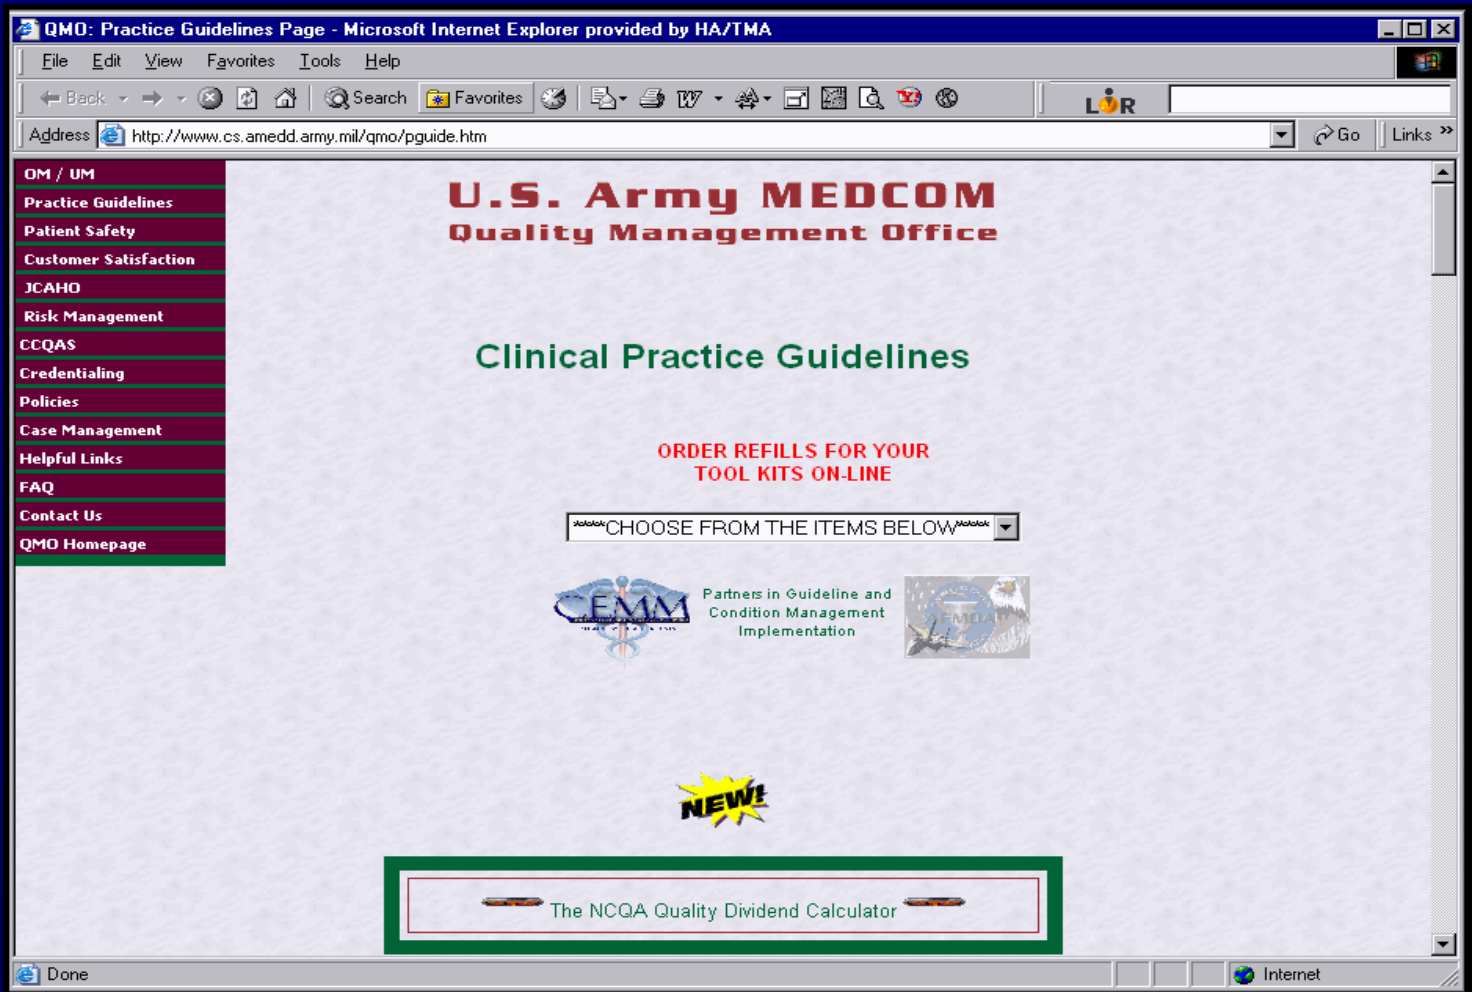 QMO: Practice Guidelines Page - Microsoft Internet Explorer provided by HA/TMA
File Edit View Favorites Tools Help
Back Search Favorites
Address http://www.cs.amedd.army.mil/qmo/pguide.htm Go Links »
OM / UM
Practice Guidelines
Patient Safety
Customer Satisfaction
JCAHO
Risk Management
CCQAS
Credentialing
Policies
Case Management
Helpful Links
FAQ
Contact Us
QMO Homepage
U.S. Army MEDCOM
Quality Management Office
Clinical Practice Guidelines
ORDER REFILLS FOR YOUR
TOOL KITS ON-LINE
*****CHOOSE FROM THE ITEMS BELOW*****
CEMM
Partners in Guideline and
Condition Management
Implementation
AFMOA
NEW!
The NCQA Quality Dividend Calculator
Done Internet